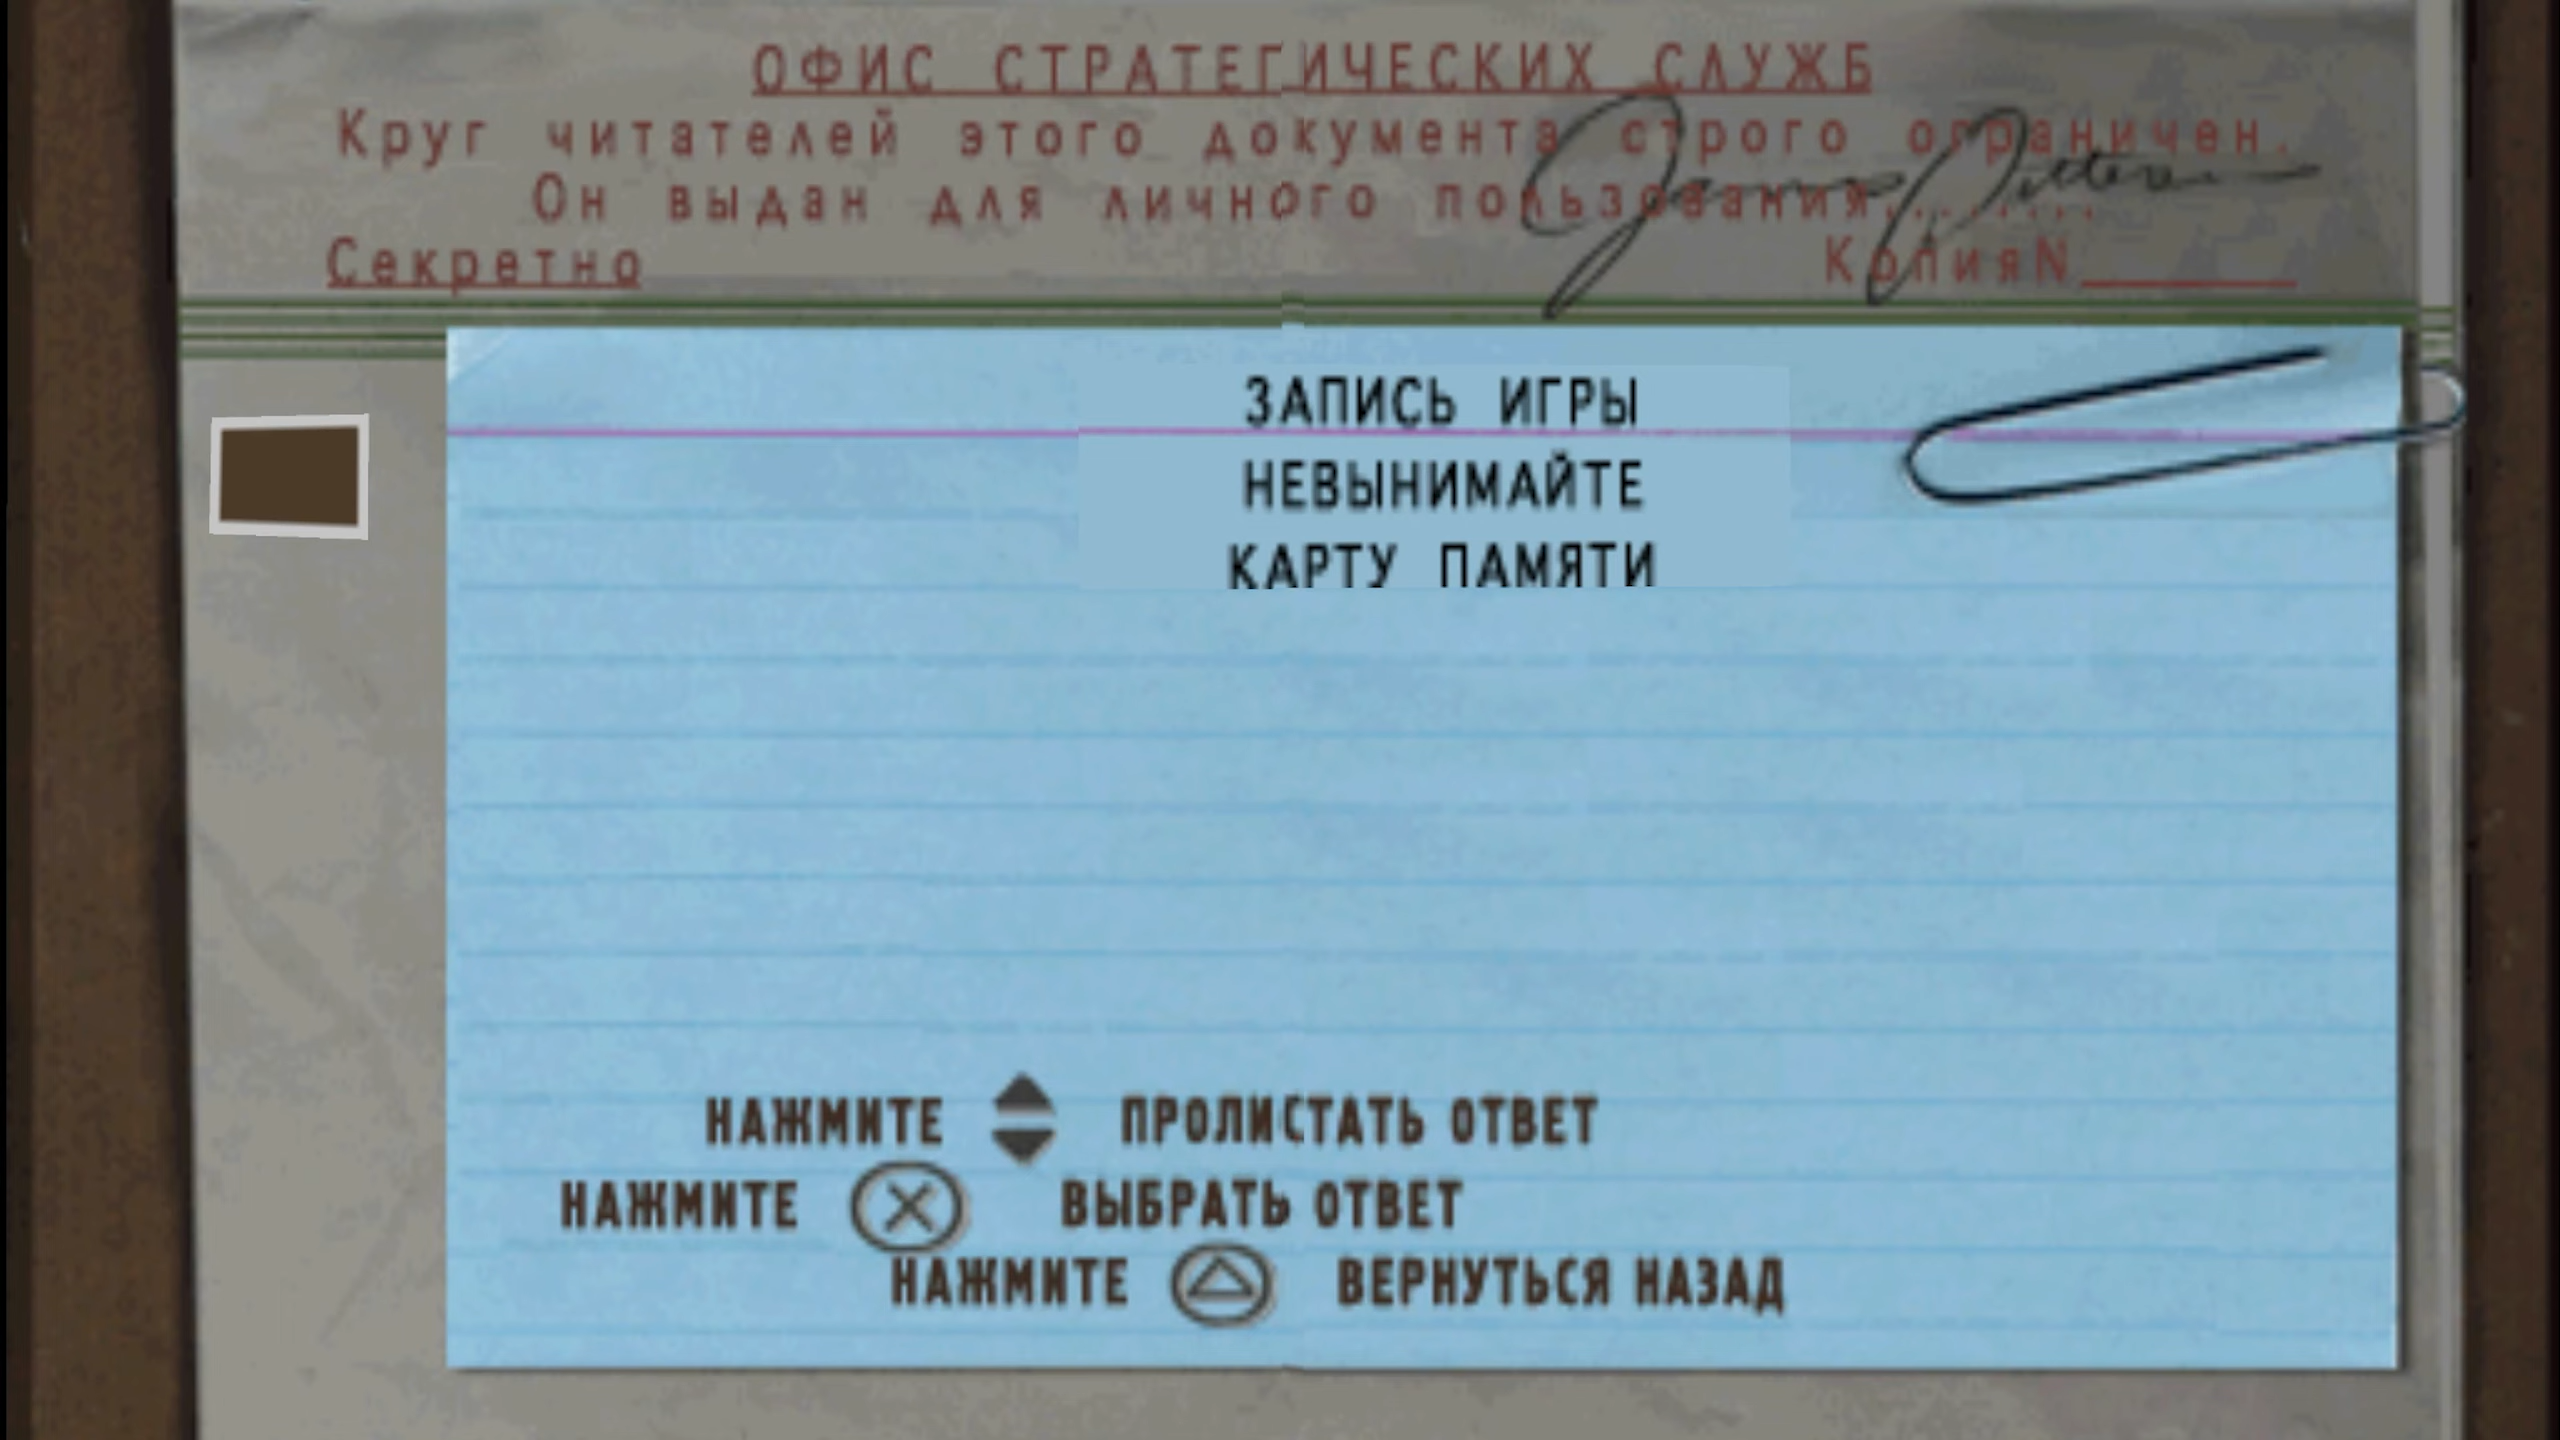 ОФИС СТРАТЕГИЧЕСКИХ СЛУЖБ
Круг читателей этого документа строго ограничен.
Он выдан для личного пользования........
Секретно
КопияN______
ЗАПИСЬ ИГРЫ
НЕВЫНИМАЙТЕ
КАРТУ ПАМЯТИ
НАЖМИТЕ ПРОЛИСТАТЬ ОТВЕТ
НАЖМИТЕ ВЫБРАТЬ ОТВЕТ
НАЖМИТЕ ВЕРНУТЬСЯ НАЗАД